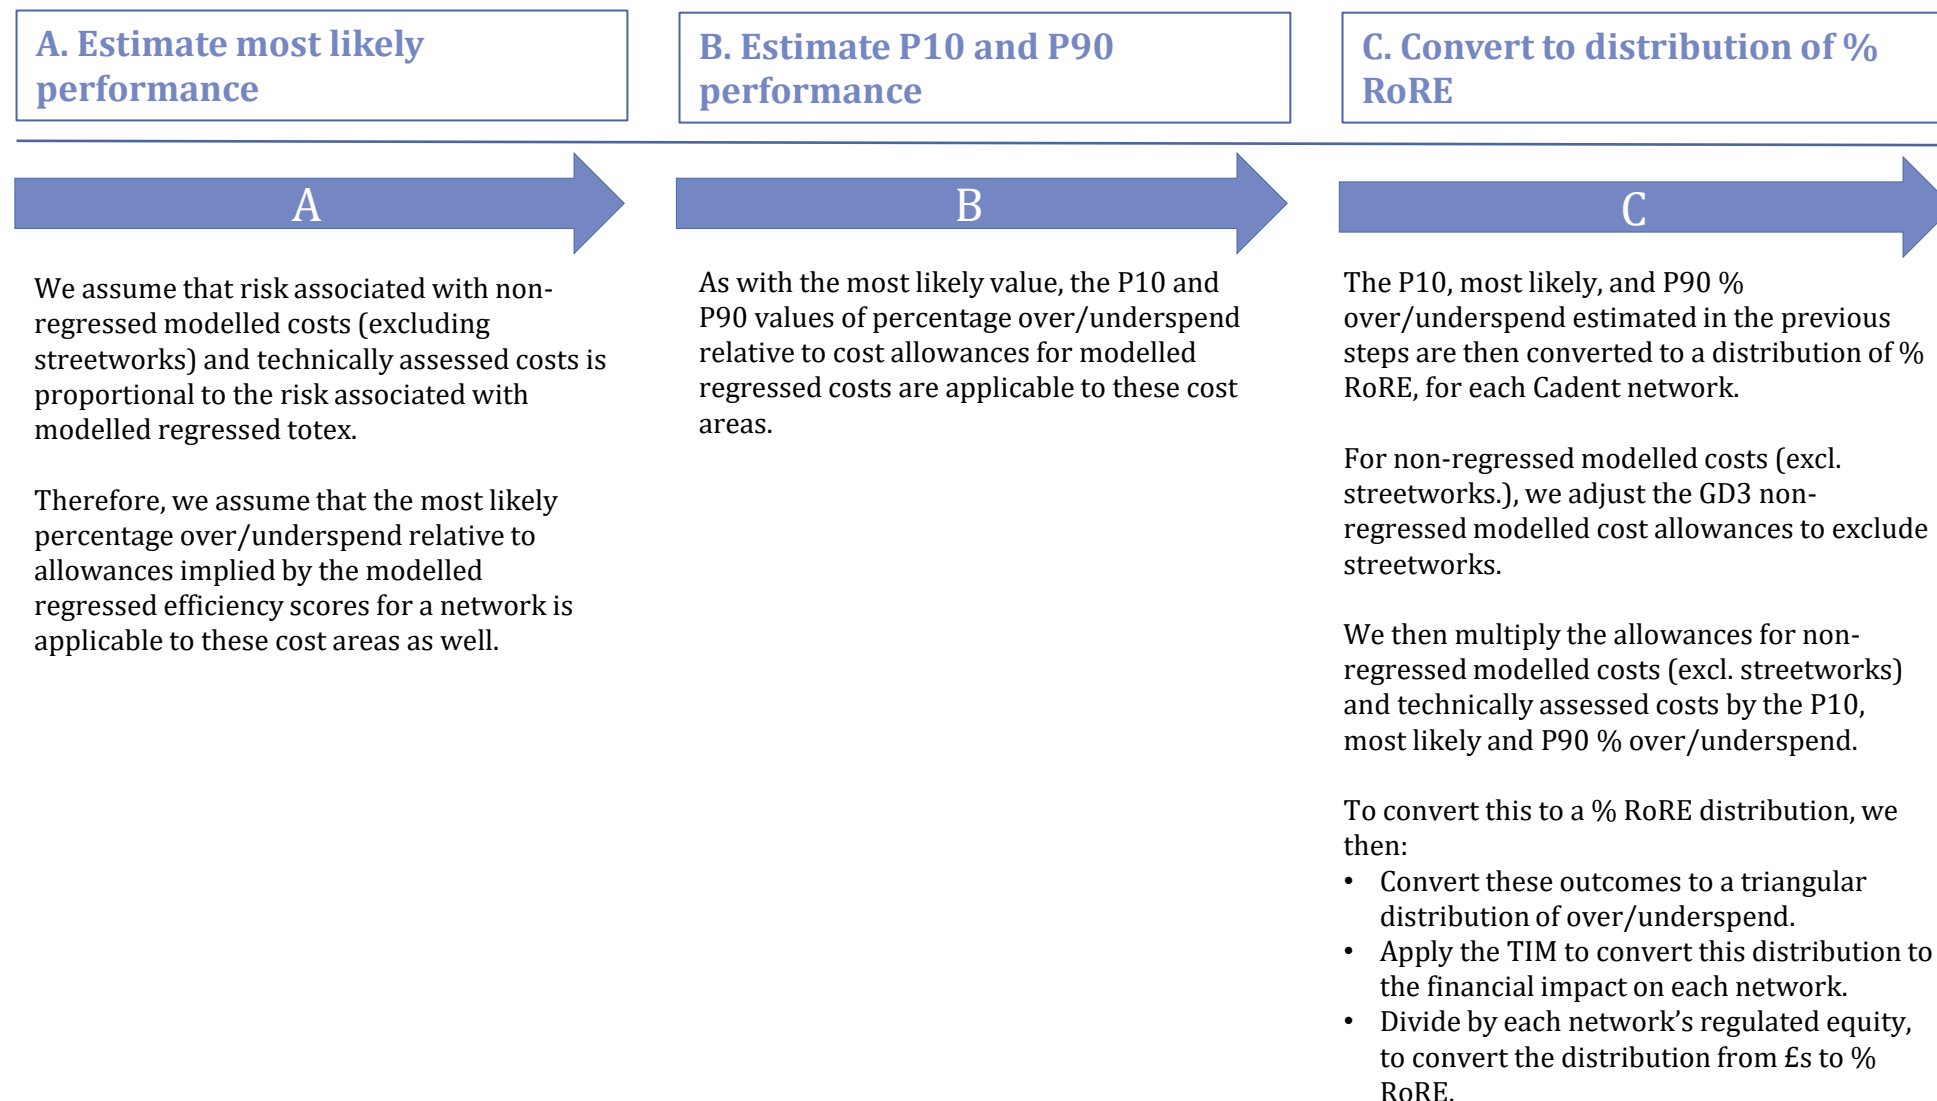 A. Estimate most likely
performance
B. Estimate P10 and P90
performance
C. Convert to distribution of %
RoRE
A
B
C
We assume that risk associated with non-
regressed modelled costs (excluding
streetworks) and technically assessed costs is
proportional to the risk associated with
modelled regressed totex.
Therefore, we assume that the most likely
percentage over/underspend relative to
allowances implied by the modelled
regressed efficiency scores for a network is
applicable to these cost areas as well.
As with the most likely value, the P10 and
P90 values of percentage over/underspend
relative to cost allowances for modelled
regressed costs are applicable to these cost
areas.
The P10, most likely, and P90 %
over/underspend estimated in the previous
steps are then converted to a distribution of %
RoRE, for each Cadent network.
For non-regressed modelled costs (excl.
streetworks.), we adjust the GD3 non-
regressed modelled cost allowances to exclude
streetworks.
We then multiply the allowances for non-
regressed modelled costs (excl. streetworks)
and technically assessed costs by the P10,
most likely and P90 % over/underspend.
To convert this to a % RoRE distribution, we
then:
• Convert these outcomes to a triangular
distribution of over/underspend.
• Apply the TIM to convert this distribution to
the financial impact on each network.
• Divide by each network's regulated equity,
to convert the distribution from £s to %
RoRE.